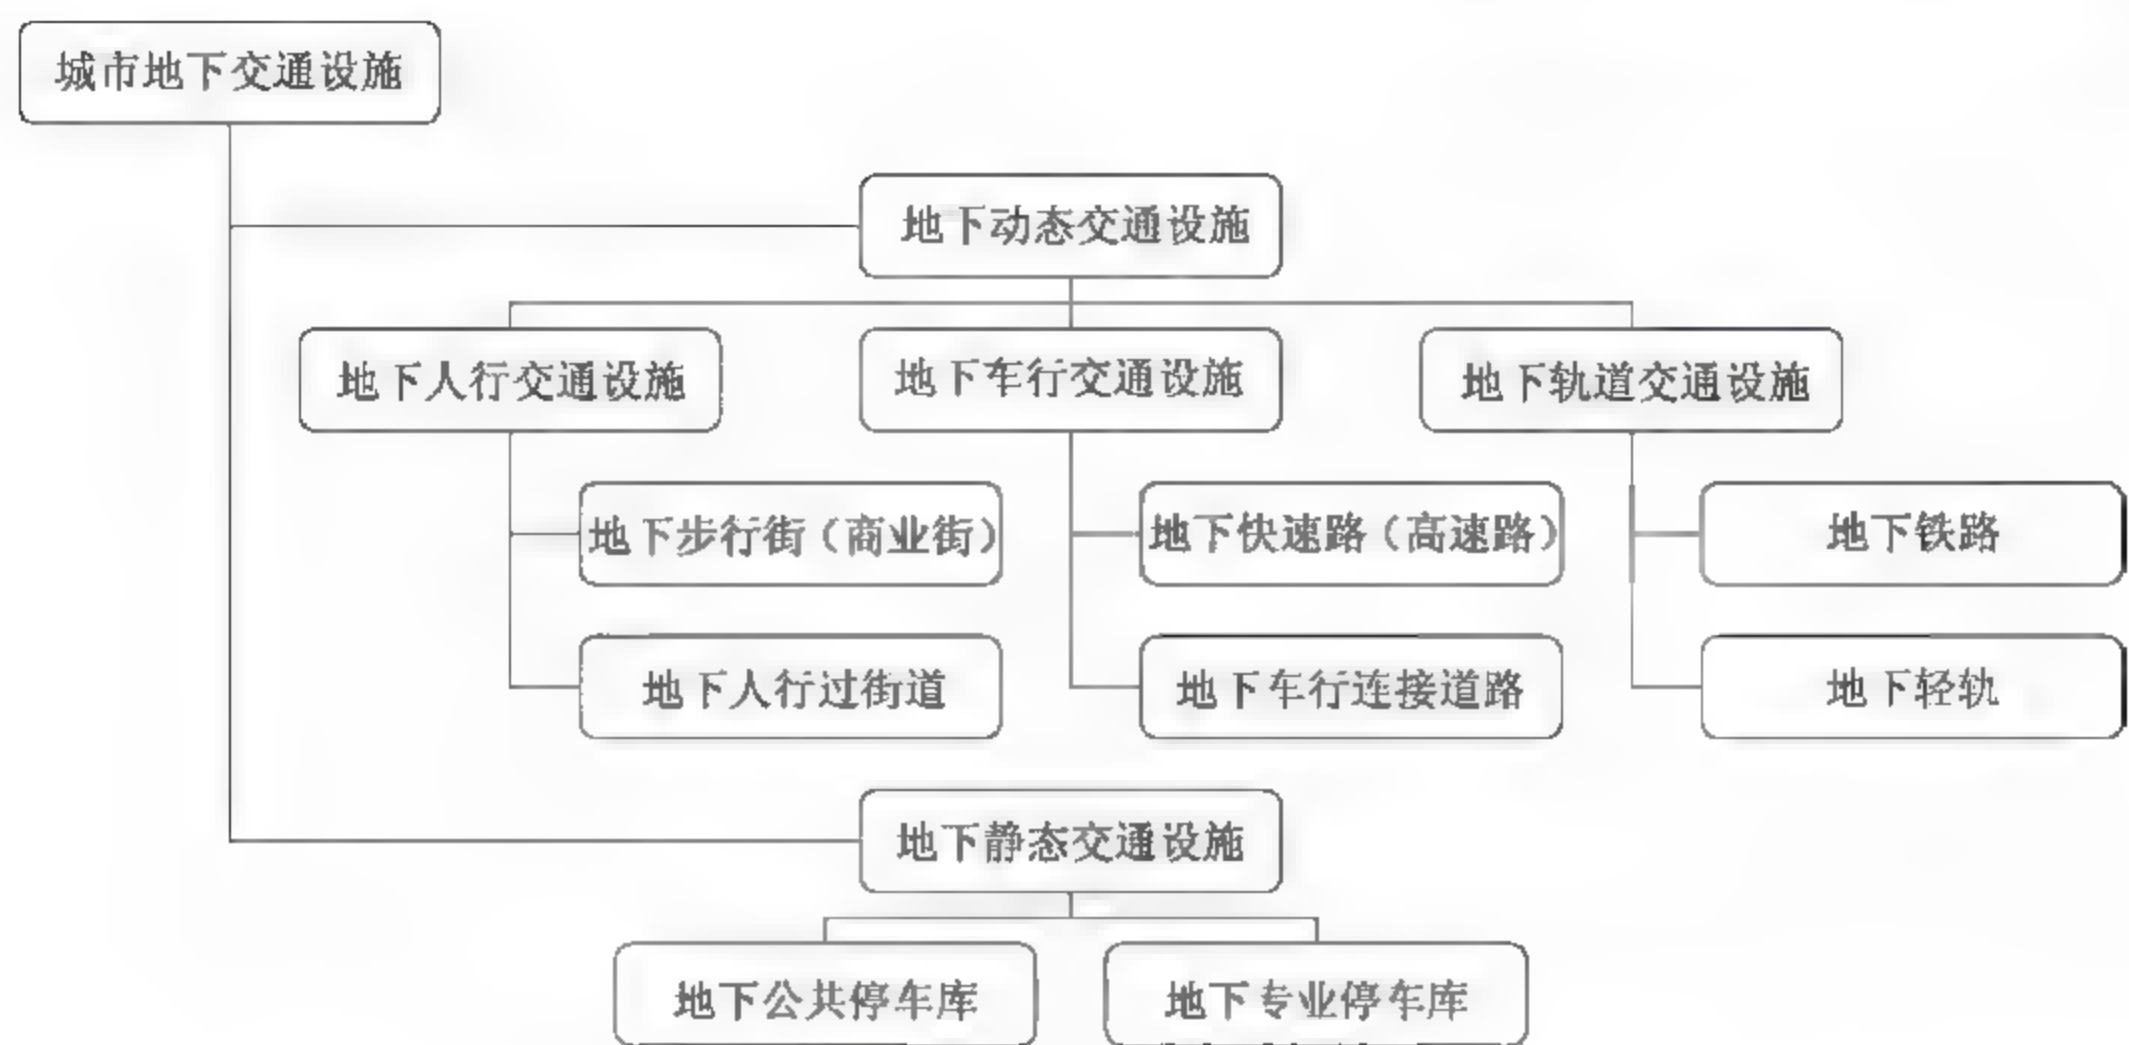 城市地下交通设施
地下动态交通设施
地下人行交通设施
地下车行交通设施
地下轨道交通设施
地下步行街（商业街）
地下快速路（高速路）
地下铁路
地下人行过街道
地下车行连接道路
地下轻轨
地下静态交通设施
地下公共停车库
地下专业停车库